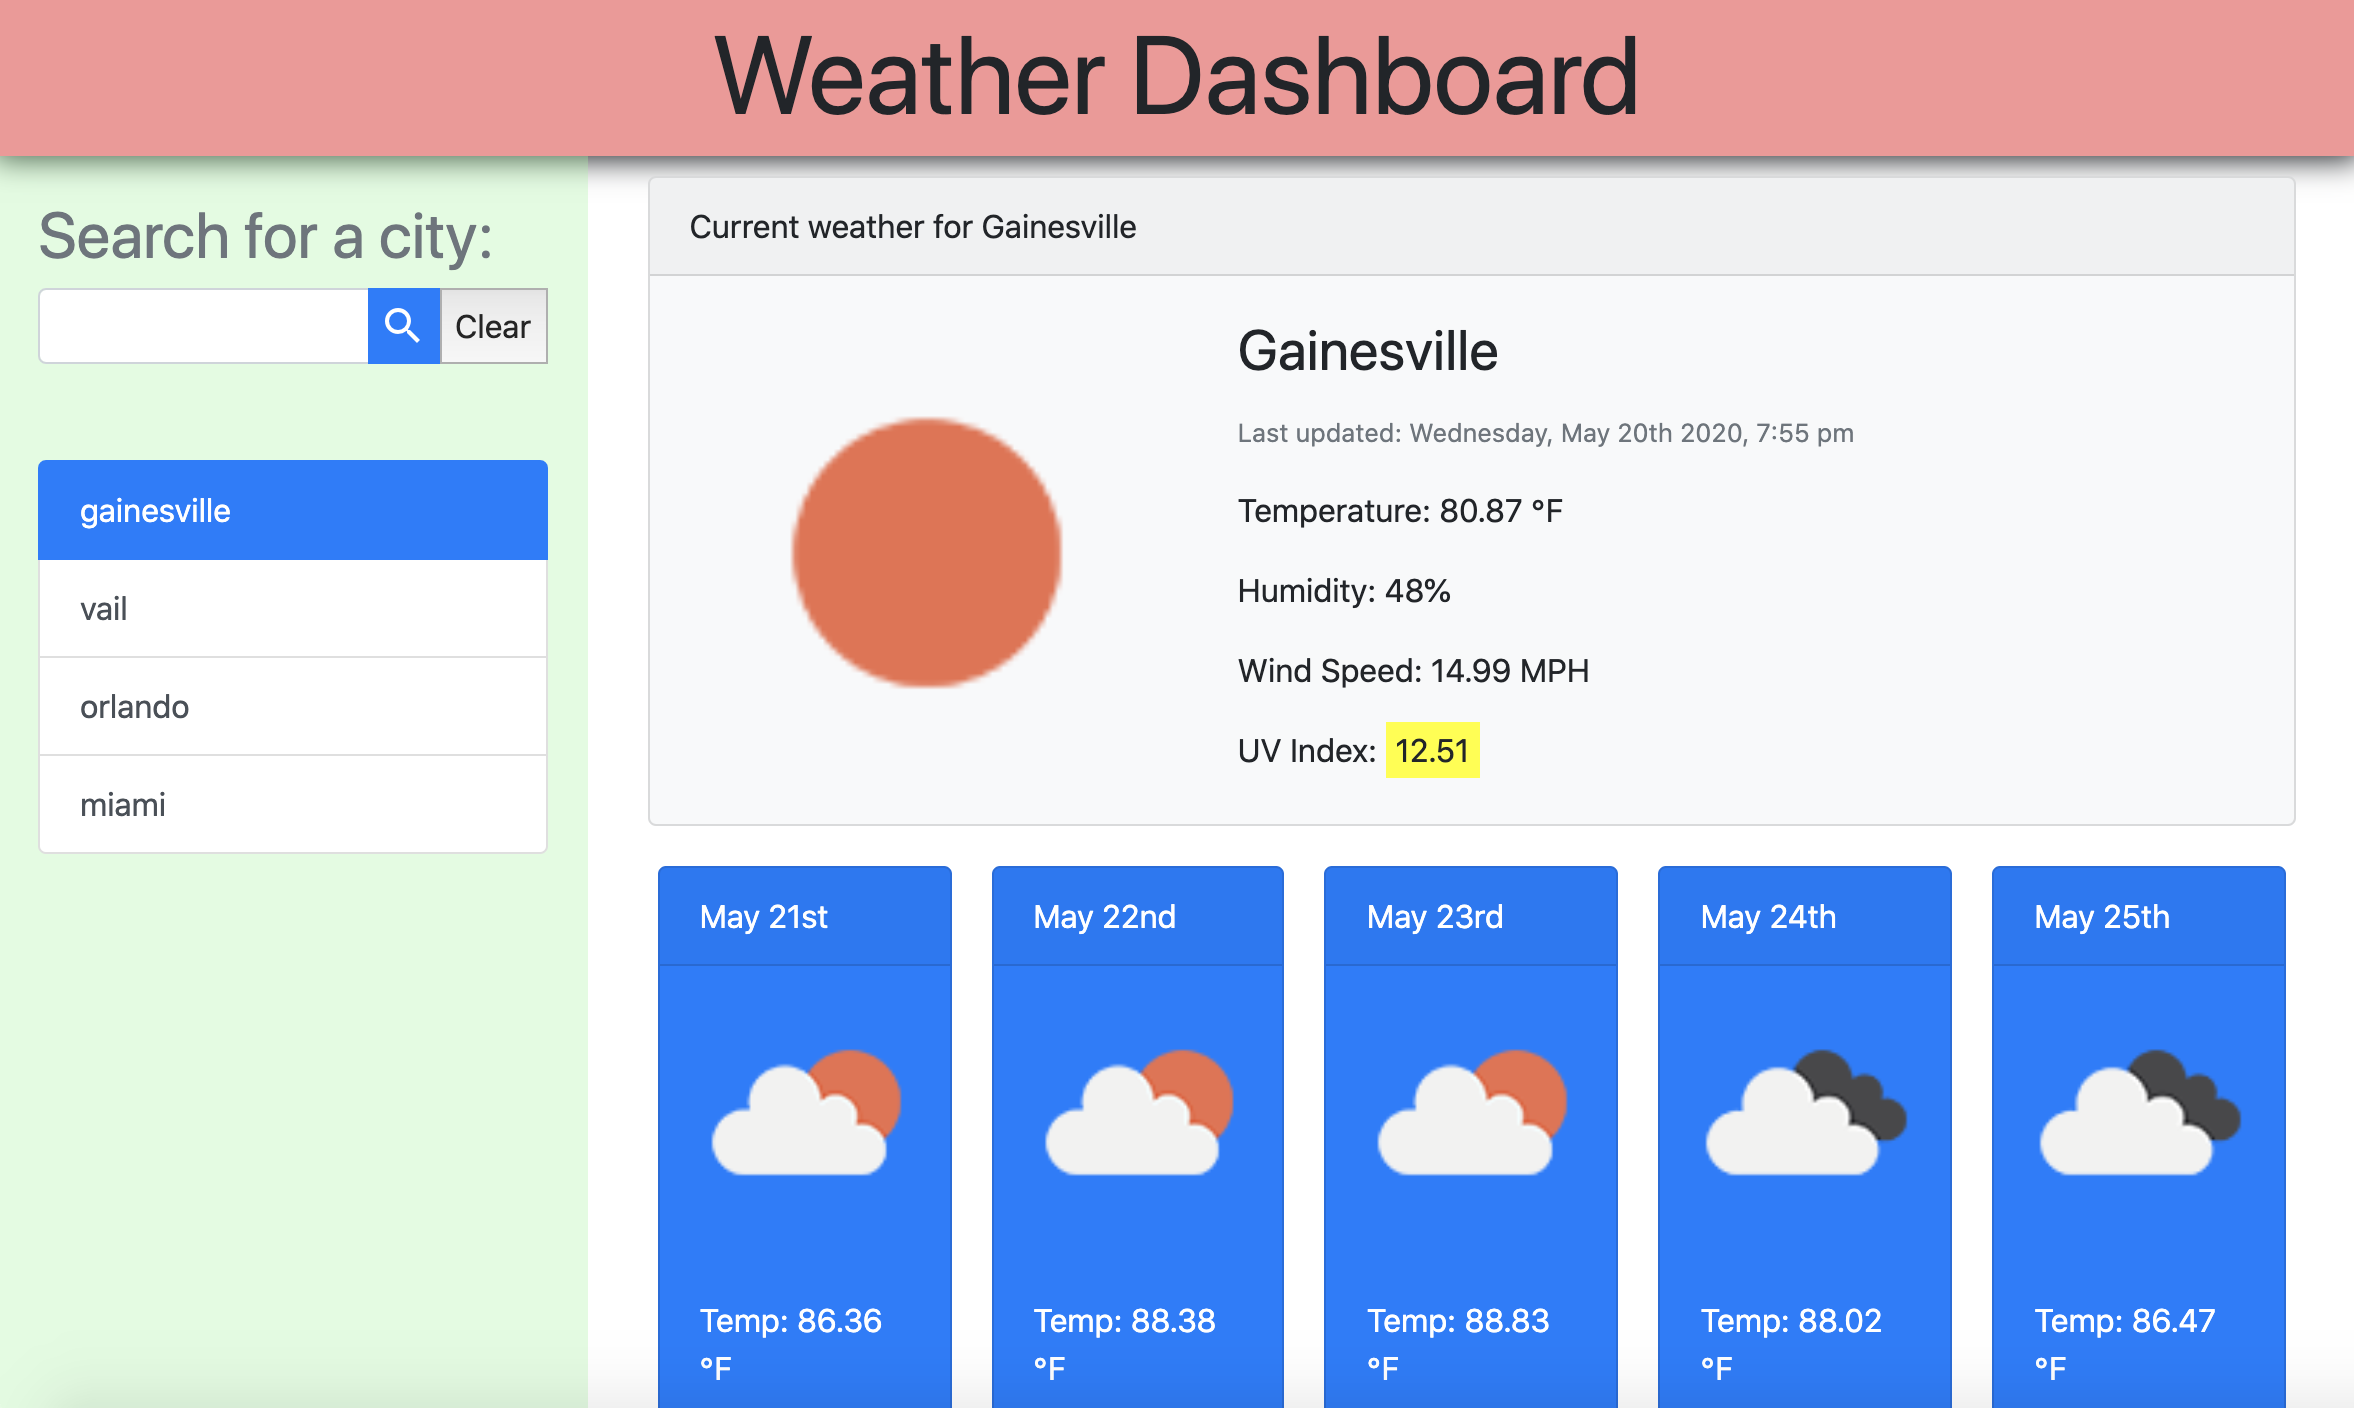 Weather Dashboard
Search for a city:
Clear
gainesville
vail
orlando
miami
Current weather for Gainesville
Gainesville
Last updated: Wednesday, May 20th 2020, 7:55 pm
Temperature: 80.87 °F
Humidity: 48%
Wind Speed: 14.99 MPH
UV Index: 12.51
May 21st
Temp: 86.36
°F
May 22nd
Temp: 88.38
°F
May 23rd
Temp: 88.83
°F
May 24th
Temp: 88.02
°F
May 25th
Temp: 86.47
°F